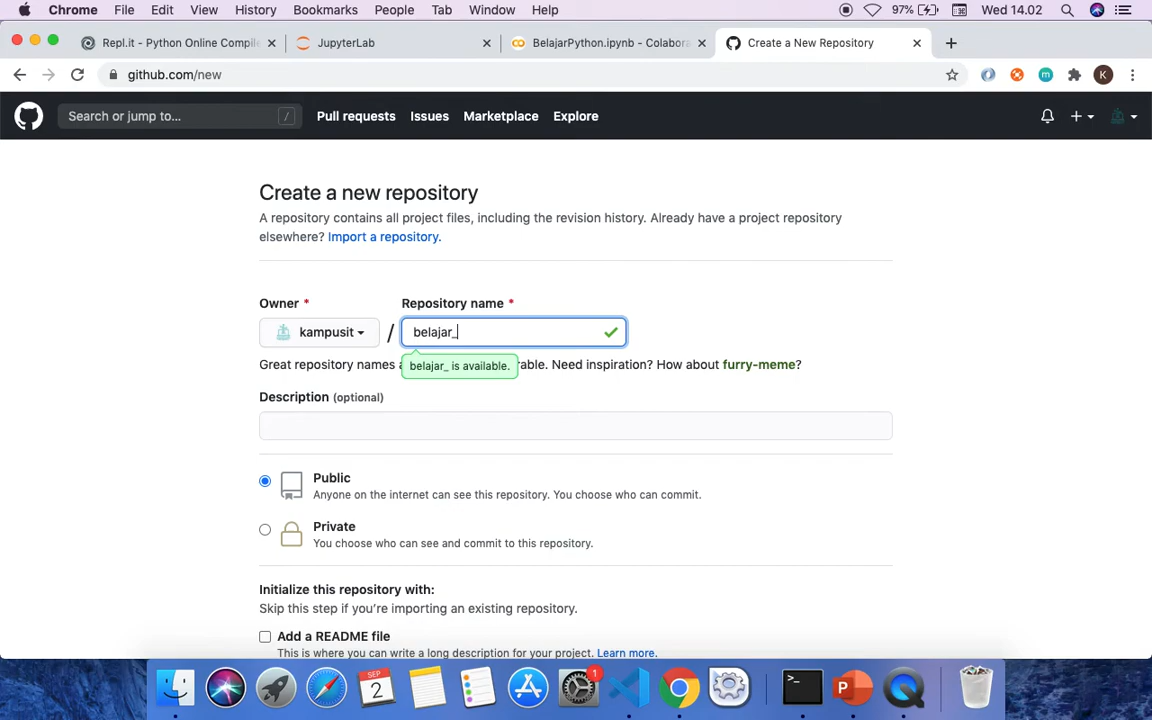 Chrome File Edit View History Bookmarks People Tab Window Help 97% Wed 14.02
Repl.it - Python Online Compile
JupyterLab
BelajarPython.ipynb - Colabora
Create a New Repository
github.com/new
K
Search or jump to... /
Pull requests Issues Marketplace Explore
Create a new repository
A repository contains all project files, including the revision history. Already have a project repository
elsewhere? Import a repository.
Owner * Repository name *
kampusit / belajar_
Great repository names a
belajar_ is available.
rable. Need inspiration? How about furry-meme?
Description (optional)
Public
Anyone on the internet can see this repository. You choose who can commit.
Private
You choose who can see and commit to this repository.
Initialize this repository with:
Skip this step if you're importing an existing repository.
Add a README file
This is where you can write a long description for your project. Learn more.
SEP
2
1
>_
P